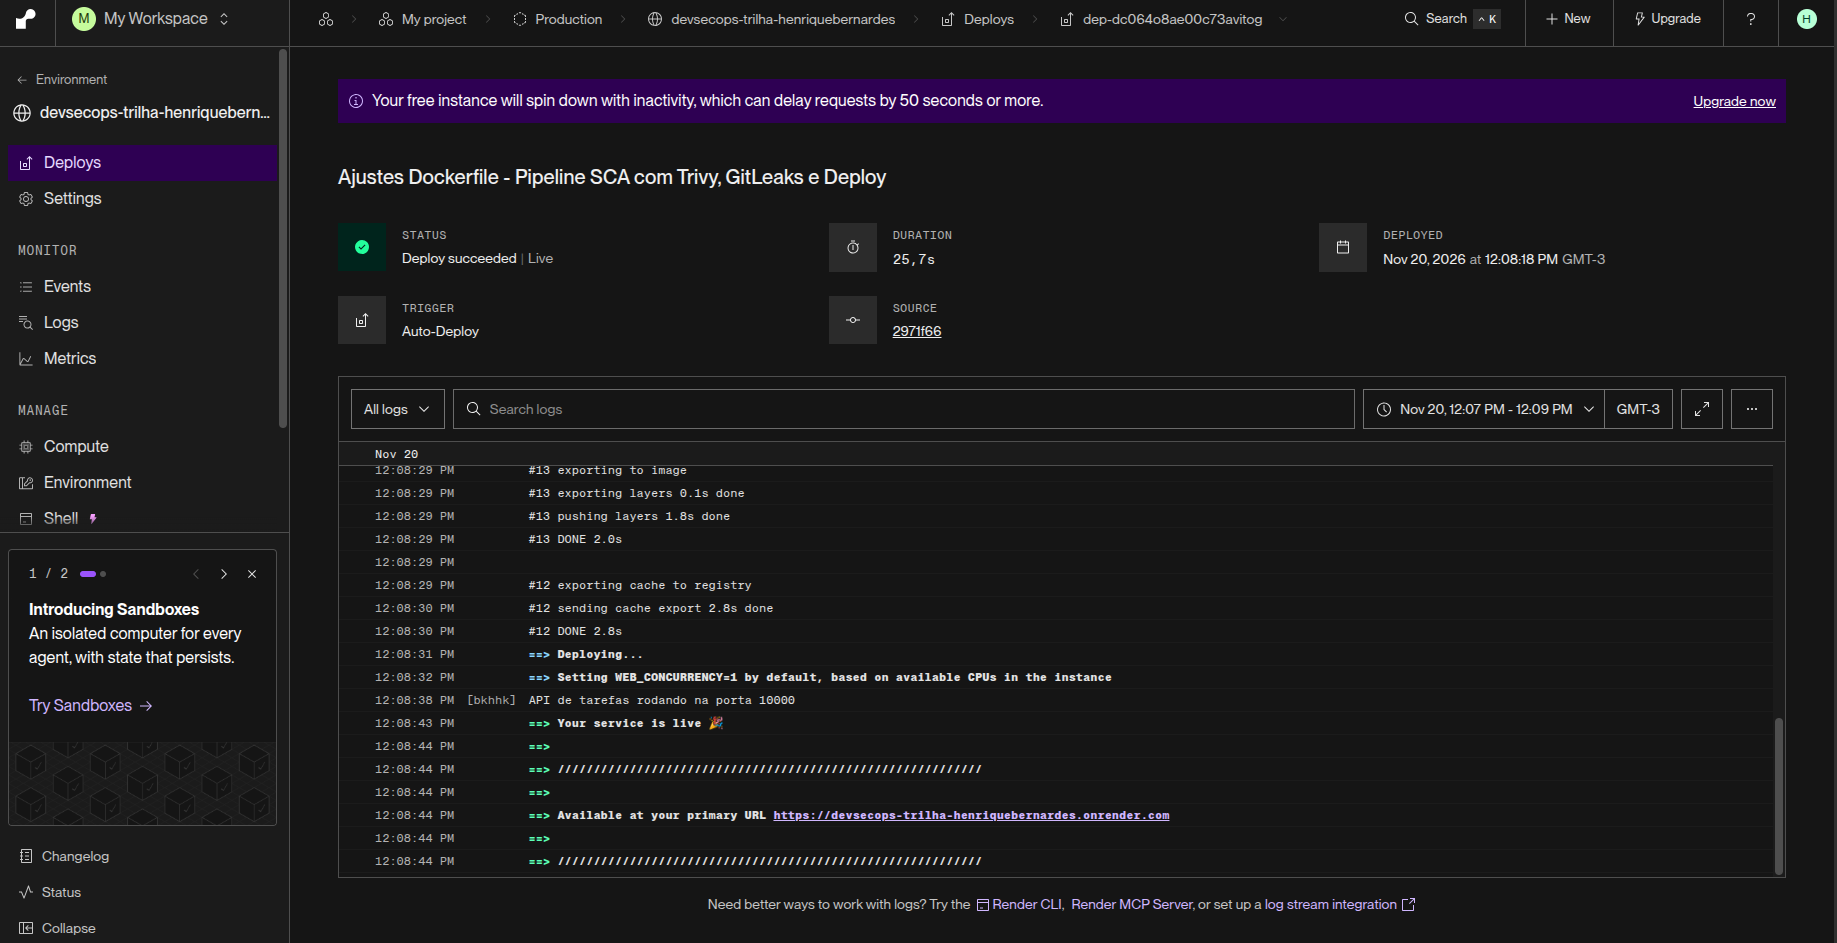 M My Workspace
My project
Production
devsecops-trilha-henriquebernardes
Deploys
dep-dc064o8ae00c73avitog
Search ^ K
+ New
Upgrade
?
H
← Environment
devsecops-trilha-henriquebern...
Deploys
Settings
MONITOR
Events
Logs
Metrics
MANAGE
Compute
Environment
Shell
1 / 2
Introducing Sandboxes
An isolated computer for every
agent, with state that persists.
Try Sandboxes →
Changelog
Status
Collapse
Your free instance will spin down with inactivity, which can delay requests by 50 seconds or more.
Upgrade now
Ajustes Dockerfile - Pipeline SCA com Trivy, GitLeaks e Deploy
STATUS
Deploy succeeded | Live
DURATION
25,7s
DEPLOYED
Nov 20, 2026 at 12:08:18 PM GMT-3
TRIGGER
Auto-Deploy
SOURCE
2971f66
All logs
Search logs
Nov 20, 12:07 PM - 12:09 PM
GMT-3
...
Nov 20
12:08:29 PM #13 exporting to image
12:08:29 PM #13 exporting layers 0.1s done
12:08:29 PM #13 pushing layers 1.8s done
12:08:29 PM #13 DONE 2.0s
12:08:29 PM
12:08:29 PM #12 exporting cache to registry
12:08:30 PM #12 sending cache export 2.8s done
12:08:30 PM #12 DONE 2.8s
12:08:31 PM ==> Deploying...
12:08:32 PM ==> Setting WEB_CONCURRENCY=1 by default, based on available CPUs in the instance
12:08:38 PM [bkhhk] API de tarefas rodando na porta 10000
12:08:43 PM ==> Your service is live 🎉
12:08:44 PM ==>
12:08:44 PM ==> ///////////////////////////////////////////////////////////
12:08:44 PM ==>
12:08:44 PM ==> Available at your primary URL https://devsecops-trilha-henriquebernardes.onrender.com
12:08:44 PM ==>
12:08:44 PM ==> ///////////////////////////////////////////////////////////
Need better ways to work with logs? Try the Render CLI, Render MCP Server, or set up a log stream integration